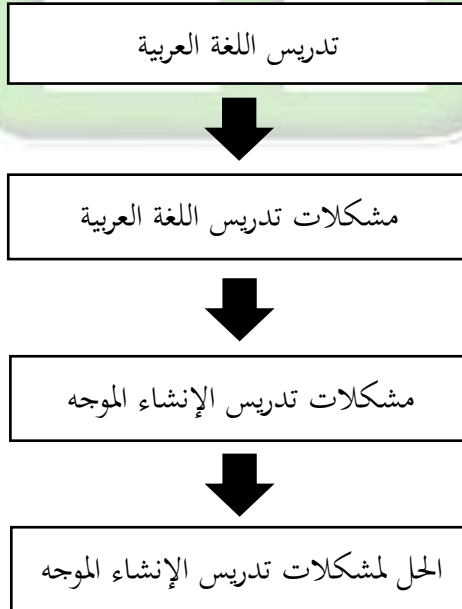 تدريس اللغة العربية
مشكلات تدريس اللغة العربية
مشكلات تدريس الإنشاء الموجه
الحل لمشكلات تدريس الإنشاء الموجه